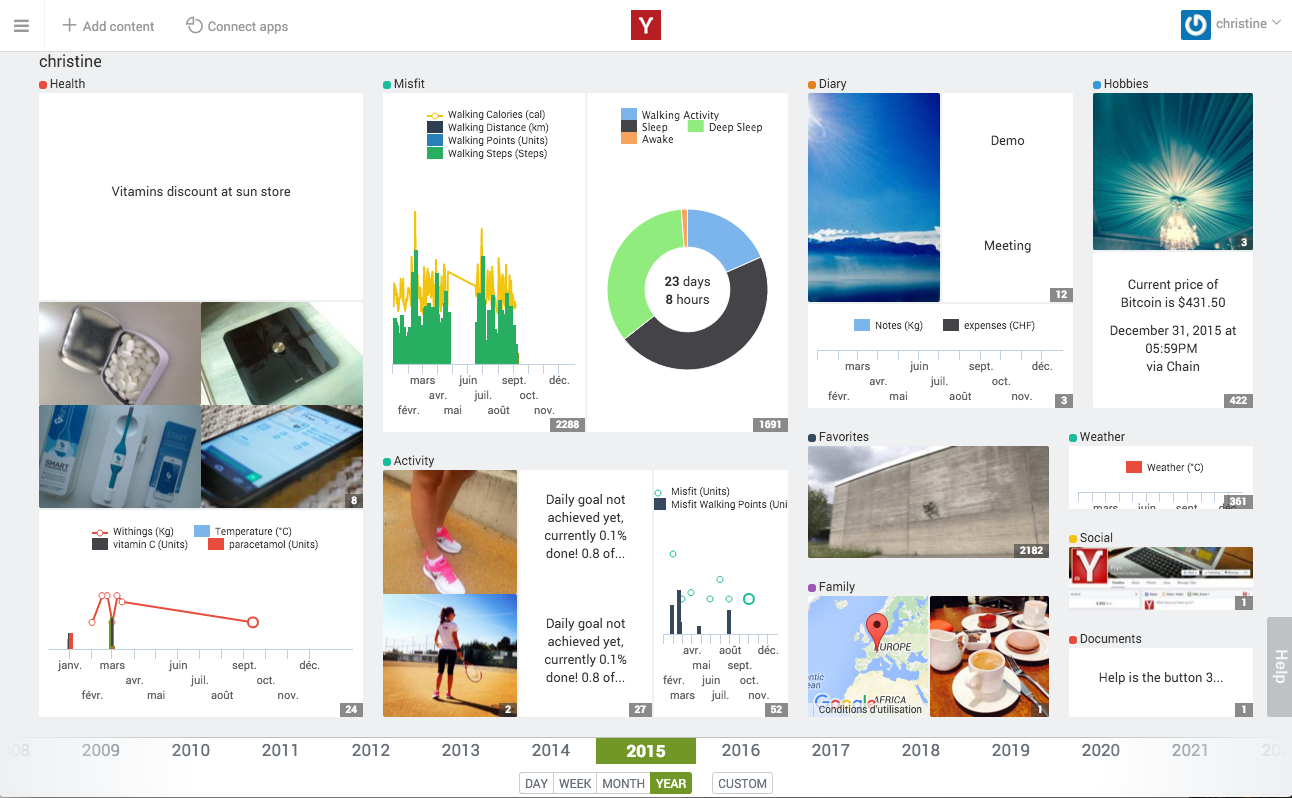 Add content
Connect apps
Y
christine
christine
Health
Vitamins discount at sun store
SMART
START
8
Withings (Kg)
Temperature (°C)
vitamin C (Units)
paracetamol (Units)
janv.
mars
juin
sept.
déc.
avr.
juil.
oct.
févr.
mai
août
nov.
24
Misfit
Walking Calories (cal)
Walking Distance (km)
Walking Points (Units)
Walking Steps (Steps)
mars
juin
sept.
déc.
avr.
juil.
oct.
févr.
mai
août
nov.
2288
Walking Activity
Sleep
Deep Sleep
Awake
23 days
8 hours
1691
Activity
2
Daily goal not
achieved yet,
currently 0.1%
done! 0.8 of...
Daily goal not
achieved yet,
currently 0.1%
done! 0.8 of...
27
Misfit (Units)
Misfit Walking Points (Uni
avr.
août
déc.
mai
sept.
févr.
juin
oct.
mars
juil.
nov.
52
Diary
Demo
Meeting
12
Notes (Kg)
expenses (CHF)
mars
juin
sept.
déc.
avr.
juil.
oct.
févr.
mai
août
nov.
3
Hobbies
3
Current price of
Bitcoin is $431.50
December 31, 2015 at
05:59PM
via Chain
422
Favorites
2182
Weather
Weather (°C)
mars
juin
sept.
déc.
361
Social
Y
1
Family
EUROPE
AFRICA
Google
Conditions d'utilisation
1
Documents
Help is the button 3...
1
Help
2009
2010
2011
2012
2013
2014
2015
2016
2017
2018
2019
2020
2021
DAY
WEEK
MONTH
YEAR
CUSTOM